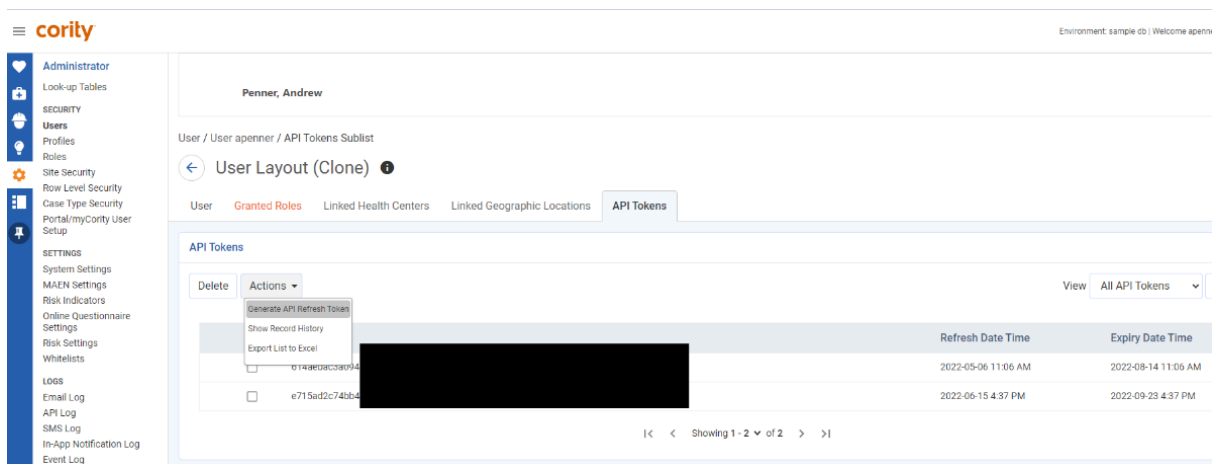 cority
Environment: sample db | Welcome apenne
Administrator
Look-up Tables
SECURITY
Users
Profiles
Roles
Site Security
Row Level Security
Case Type Security
Portal/myCority User
Setup
SETTINGS
System Settings
MAEN Settings
Risk Indicators
Online Questionnaire
Settings
Risk Settings
Whitelists
LOGS
Email Log
API Log
SMS Log
In-App Notification Log
Event Log
Penner, Andrew
User / User apenner / API Tokens Sublist
User Layout (Clone)
User Granted Roles Linked Health Centers Linked Geographic Locations API Tokens
API Tokens
Delete Actions View All API Tokens
Generate API Refresh Token
Show Record History
Export List to Excel
Refresh Date Time Expiry Date Time
2022-05-06 11:06 AM 2022-08-14 11:06 AM
e715ad2c74bb4 2022-06-15 4:37 PM 2022-09-23 4:37 PM
|< < Showing 1 - 2 of 2 > >|